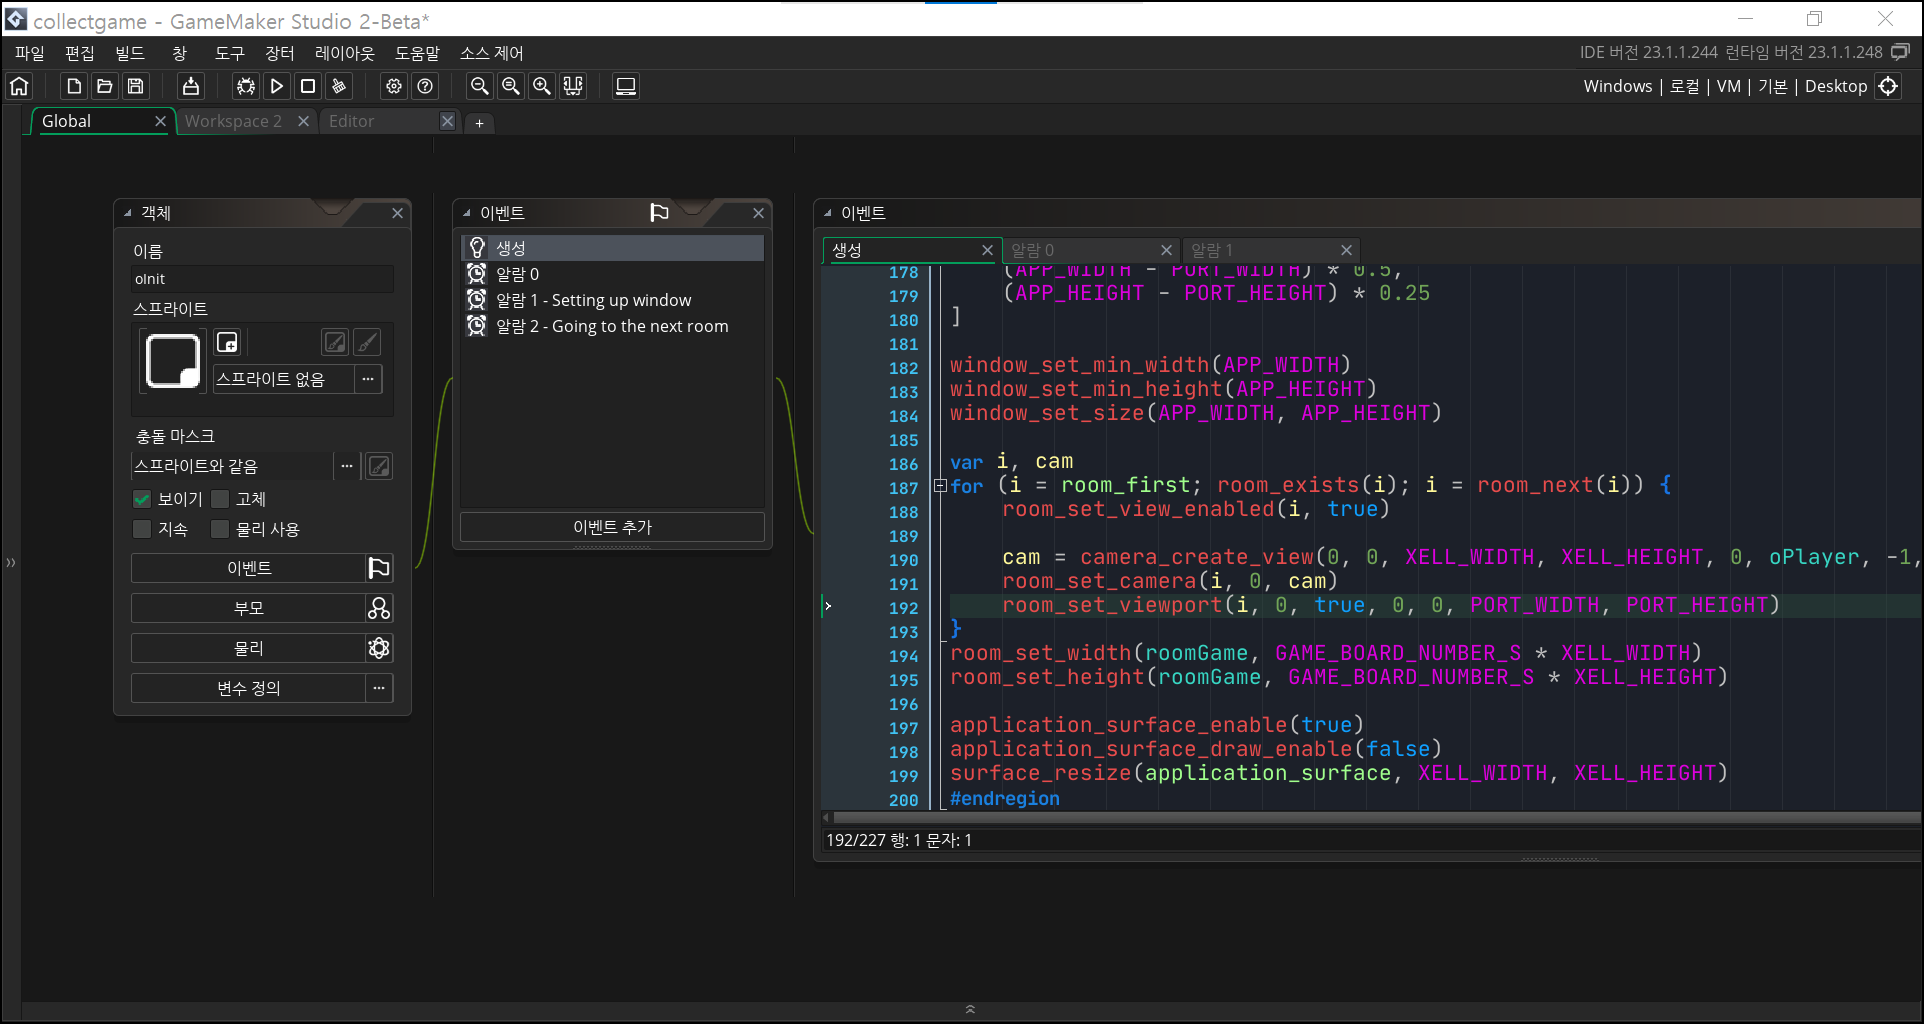 collectgame - GameMaker Studio 2-Beta*
파일 편집 빌드 창 도구 장터 레이아웃 도움말 소스 제어
IDE 버전 23.1.1.244 런타임 버전 23.1.1.248
Windows | 로컬 | VM | 기본 | Desktop
Global
Workspace 2
Editor
+
객체
이름
oInit
스프라이트
스프라이트 없음
...
충돌 마스크
스프라이트와 같음
...
보이기 고체
지속 물리 사용
이벤트
부모
물리
변수 정의
...
이벤트
생성
알람 0
알람 1 - Setting up window
알람 2 - Going to the next room
이벤트 추가
이벤트
생성 알람 0 알람 1
178 (APP_WIDTH - PORT_WIDTH) * 0.5,
179 (APP_HEIGHT - PORT_HEIGHT) * 0.25
180 ]
181
182 window_set_min_width(APP_WIDTH)
183 window_set_min_height(APP_HEIGHT)
184 window_set_size(APP_WIDTH, APP_HEIGHT)
185
186 var i, cam
187 for (i = room_first; room_exists(i); i = room_next(i)) {
188 room_set_view_enabled(i, true)
189
190 cam = camera_create_view(0, 0, XELL_WIDTH, XELL_HEIGHT, 0, oPlayer, -1,
191 room_set_camera(i, 0, cam)
192 room_set_viewport(i, 0, true, 0, 0, PORT_WIDTH, PORT_HEIGHT)
193 }
194 room_set_width(roomGame, GAME_BOARD_NUMBER_S * XELL_WIDTH)
195 room_set_height(roomGame, GAME_BOARD_NUMBER_S * XELL_HEIGHT)
196
197 application_surface_enable(true)
198 application_surface_draw_enable(false)
199 surface_resize(application_surface, XELL_WIDTH, XELL_HEIGHT)
200 #endregion
192/227 행: 1 문자: 1